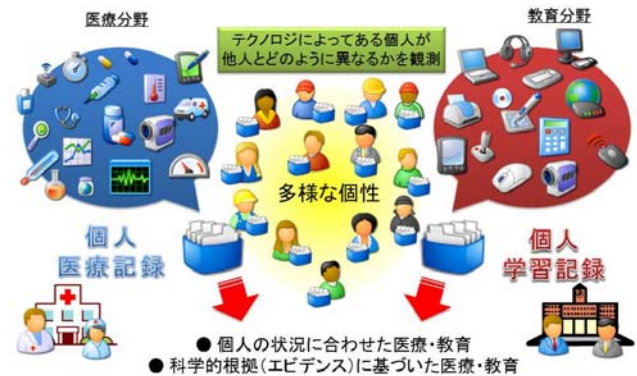 医療分野
教育分野
テクノロジによってある個人が
他人とどのように異なるかを観測
多様な個性
個人
医療記録
個人
学習記録
● 個人の状況に合わせた医療・教育
● 科学的根拠(エビデンス)に基づいた医療・教育